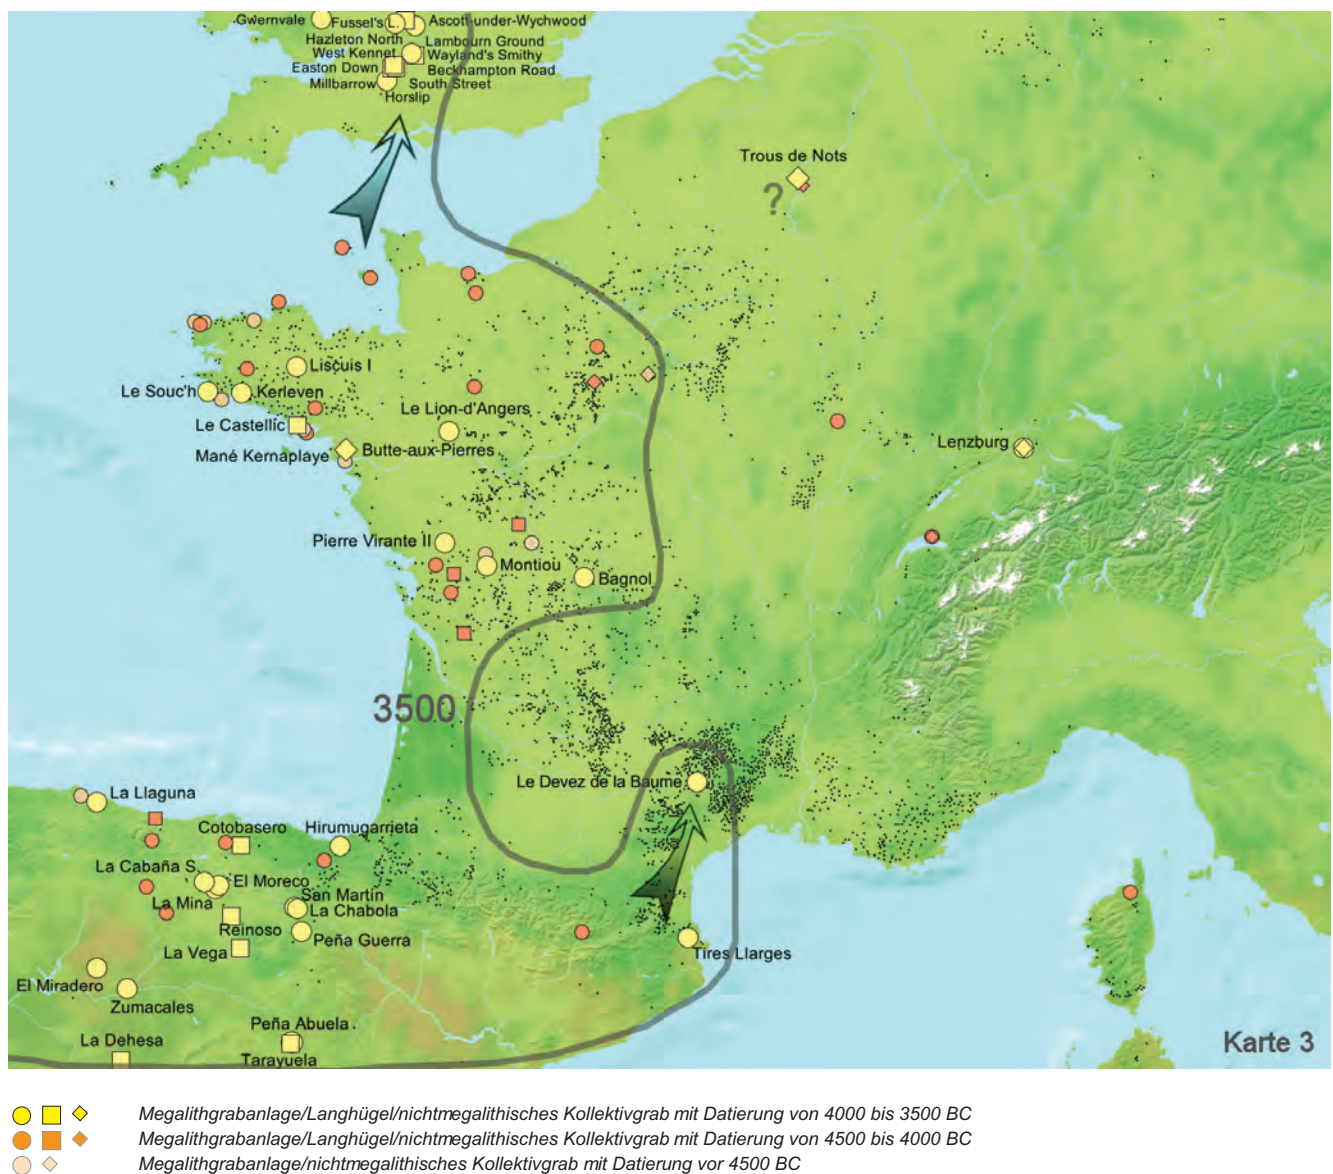 Gwernvale
Fussel's L.
Ascott-under-Wychwood
Hazleton North
Lambourn Ground
West Kennet
Wayland's Smithy
Easton Down
Beckhampton Road
Millbarrow
South Street
Horslip
Trous de Nots
?
Liscuis I
Le Souc'h
Kerleven
Le Lion-d'Angers
Le Castellic
Lenzburg
Mané Kernaplaye
Butte-aux-Pierres
Pierre Virante II
Montiou
Bagnol
3500
Le Devez de la Baume
La Llaguna
Cotobasero
Hirumugarrieta
La Cabaña S.
El Moreco
La Mina
San Martín
La Chabola
Reinoso
Peña Guerra
La Vega
Tires Llarges
El Miradero
Zumacales
Peña Abuela
La Dehesa
Tarayuela
Karte 3
Megalithgrabanlage/Langhügel/nichtmegalithisches Kollektivgrab mit Datierung von 4000 bis 3500 BC
Megalithgrabanlage/Langhügel/nichtmegalithisches Kollektivgrab mit Datierung von 4500 bis 4000 BC
Megalithgrabanlage/nichtmegalithisches Kollektivgrab mit Datierung vor 4500 BC